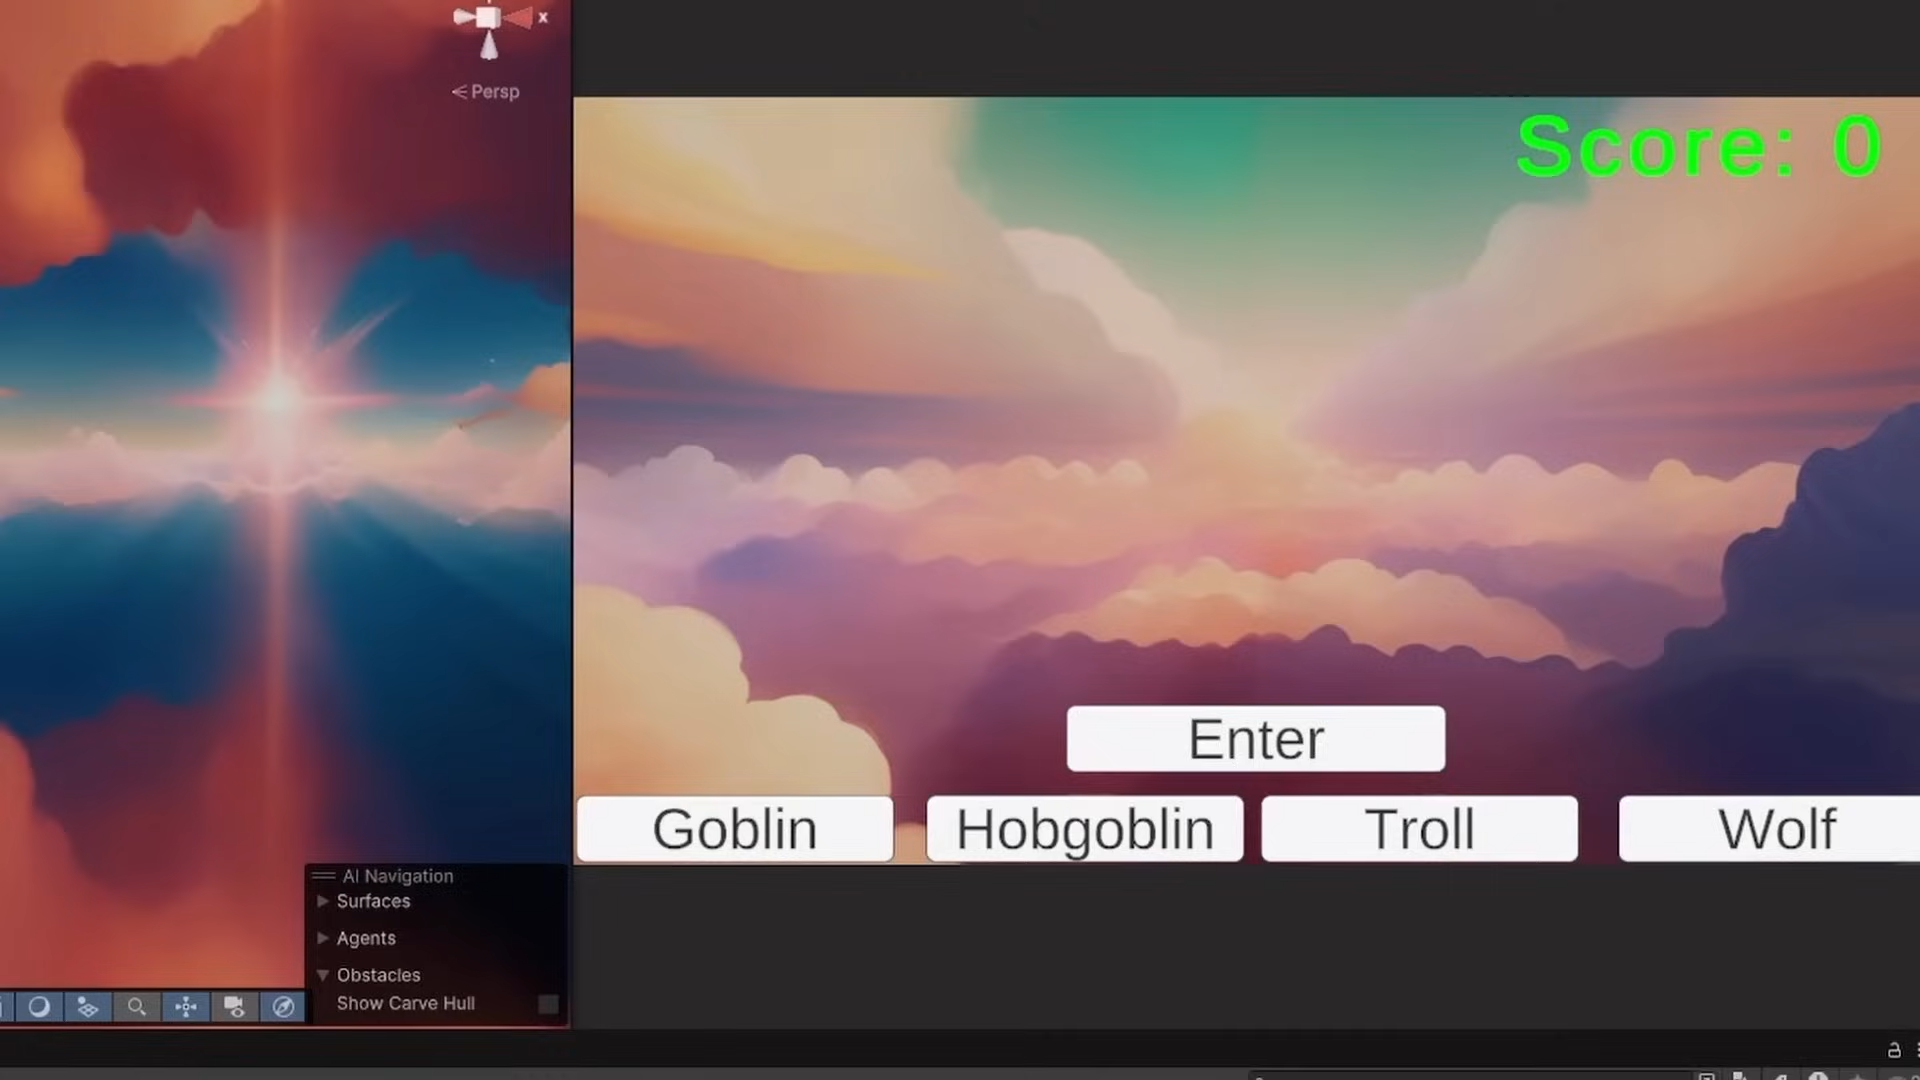 x
< Persp
Score: 0
Enter
Goblin
Hobgoblin
Troll
Wolf
AI Navigation
Surfaces
Agents
Obstacles
Show Carve Hull